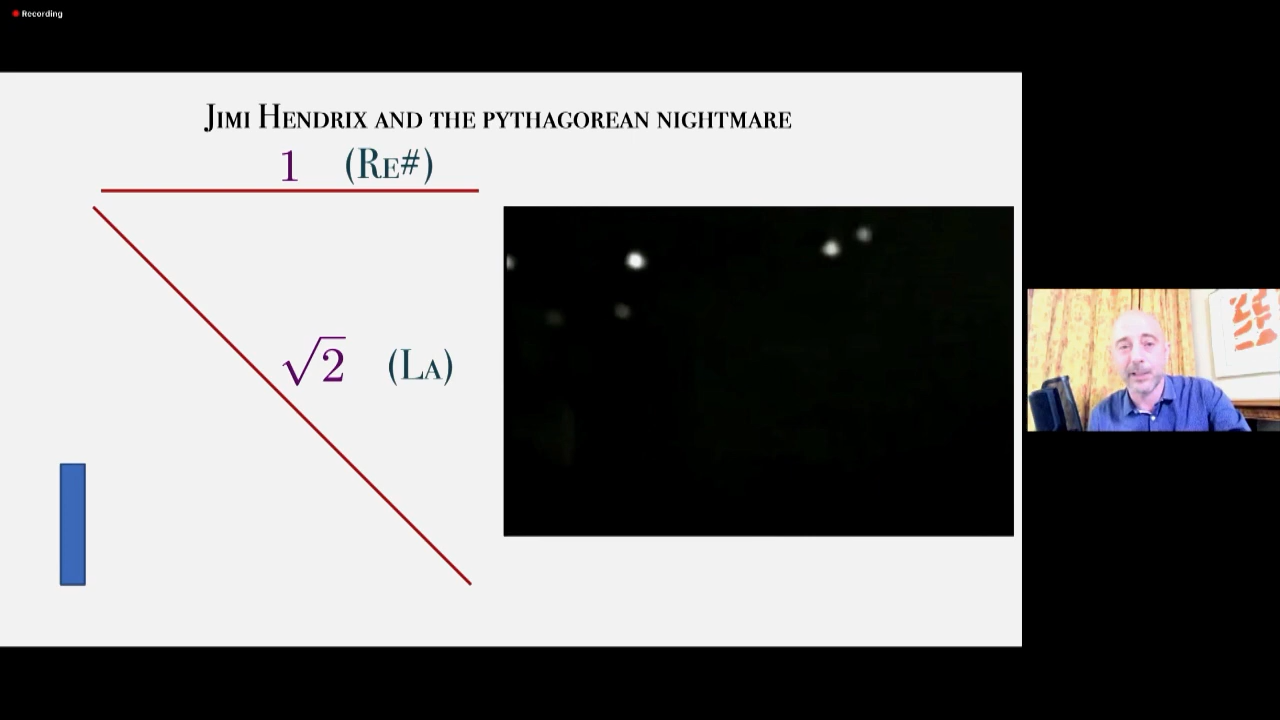 Recording
Jimi Hendrix and the pythagorean nightmare
1 (Re#)
√2 (La)